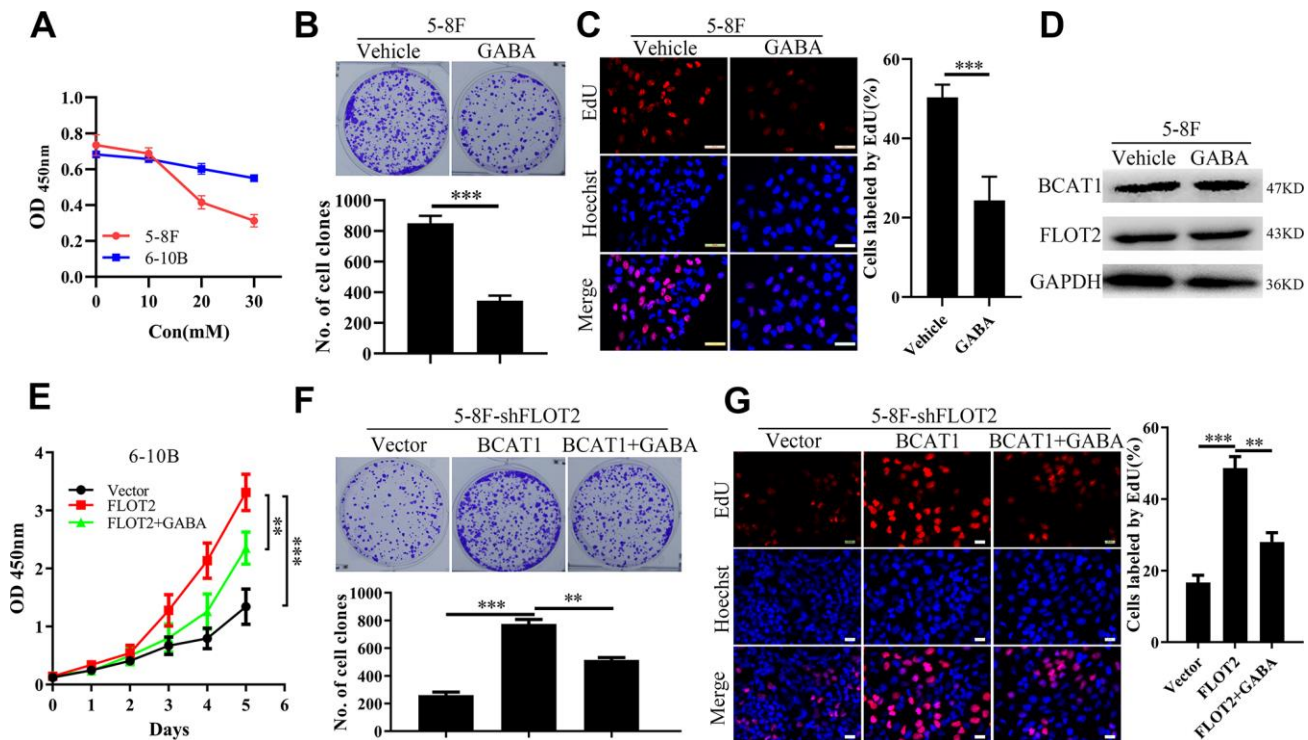 A
OD 450nm
1.0
0.8
0.6
0.4
0.2
0.0
5-8F
6-10B
0 10 20 30
Con(mM)
B
5-8F
Vehicle GABA
No. of cell clones
1000
800
600
400
200
0
***
C
5-8F
Vehicle GABA
EdU
Hoechst
Merge
Cells labeled by EdU(%)
60
40
20
0
***
Vehicle
GABA
D
5-8F
Vehicle GABA
BCAT1 47KD
FLOT2 43KD
GAPDH 36KD
E
6-10B
OD 450nm
4
3
2
1
0
Vector
FLOT2
FLOT2+GABA
**
***
0 1 2 3 4 5 6
Days
F
5-8F-shFLOT2
Vector BCAT1 BCAT1+GABA
No. of cell clones
1000
800
600
400
200
0
*** **
G
5-8F-shFLOT2
Vector BCAT1 BCAT1+GABA
EdU
Hoechst
Merge
Cells labeled by EdU(%)
60
40
20
0
*** **
Vector
FLOT2
FLOT2+GABA